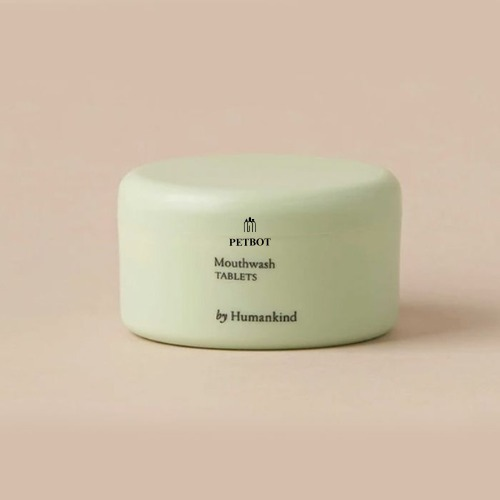 PETBOT
Mouthwash
TABLETS
by Humankind